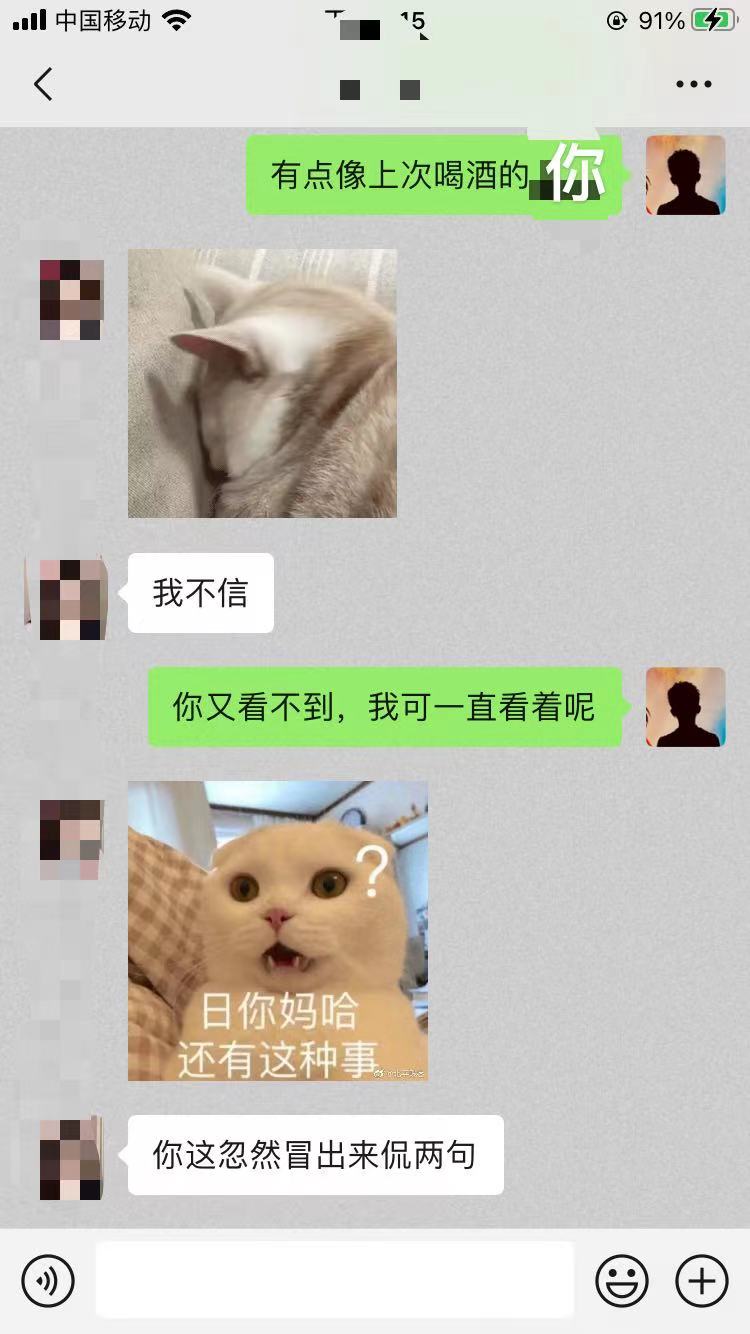 中国移动
15
91%
有点像上次喝酒的
你
我不信
你又看不到，我可一直看着呢
?
日你妈哈
还有这种事
你这忽然冒出来侃两句